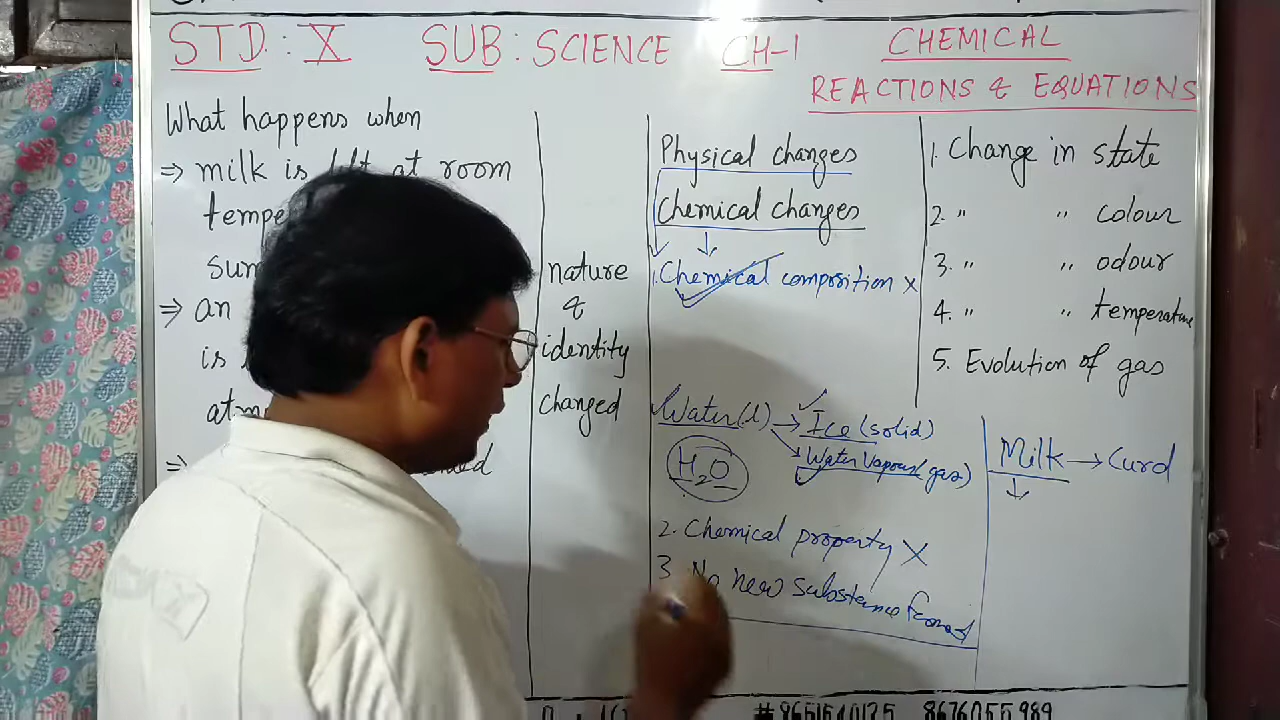 STD : X SUB : SCIENCE CH-1 CHEMICAL
REACTIONS & EQUATIONS
What happens when
⇒ milk is left at room
⇒ an
is
nature
&
identity
changed
Physical changes
Chemical changes
1. Chemical composition ×
Water(l) → Ice (solid)
→ Water Vapour (gas)
H₂O
2. Chemical property ×
3. No new substance formed
1. Change in state
2. " " colour
3. " " odour
4. " " temperature
5. Evolution of gas
Milk → Curd